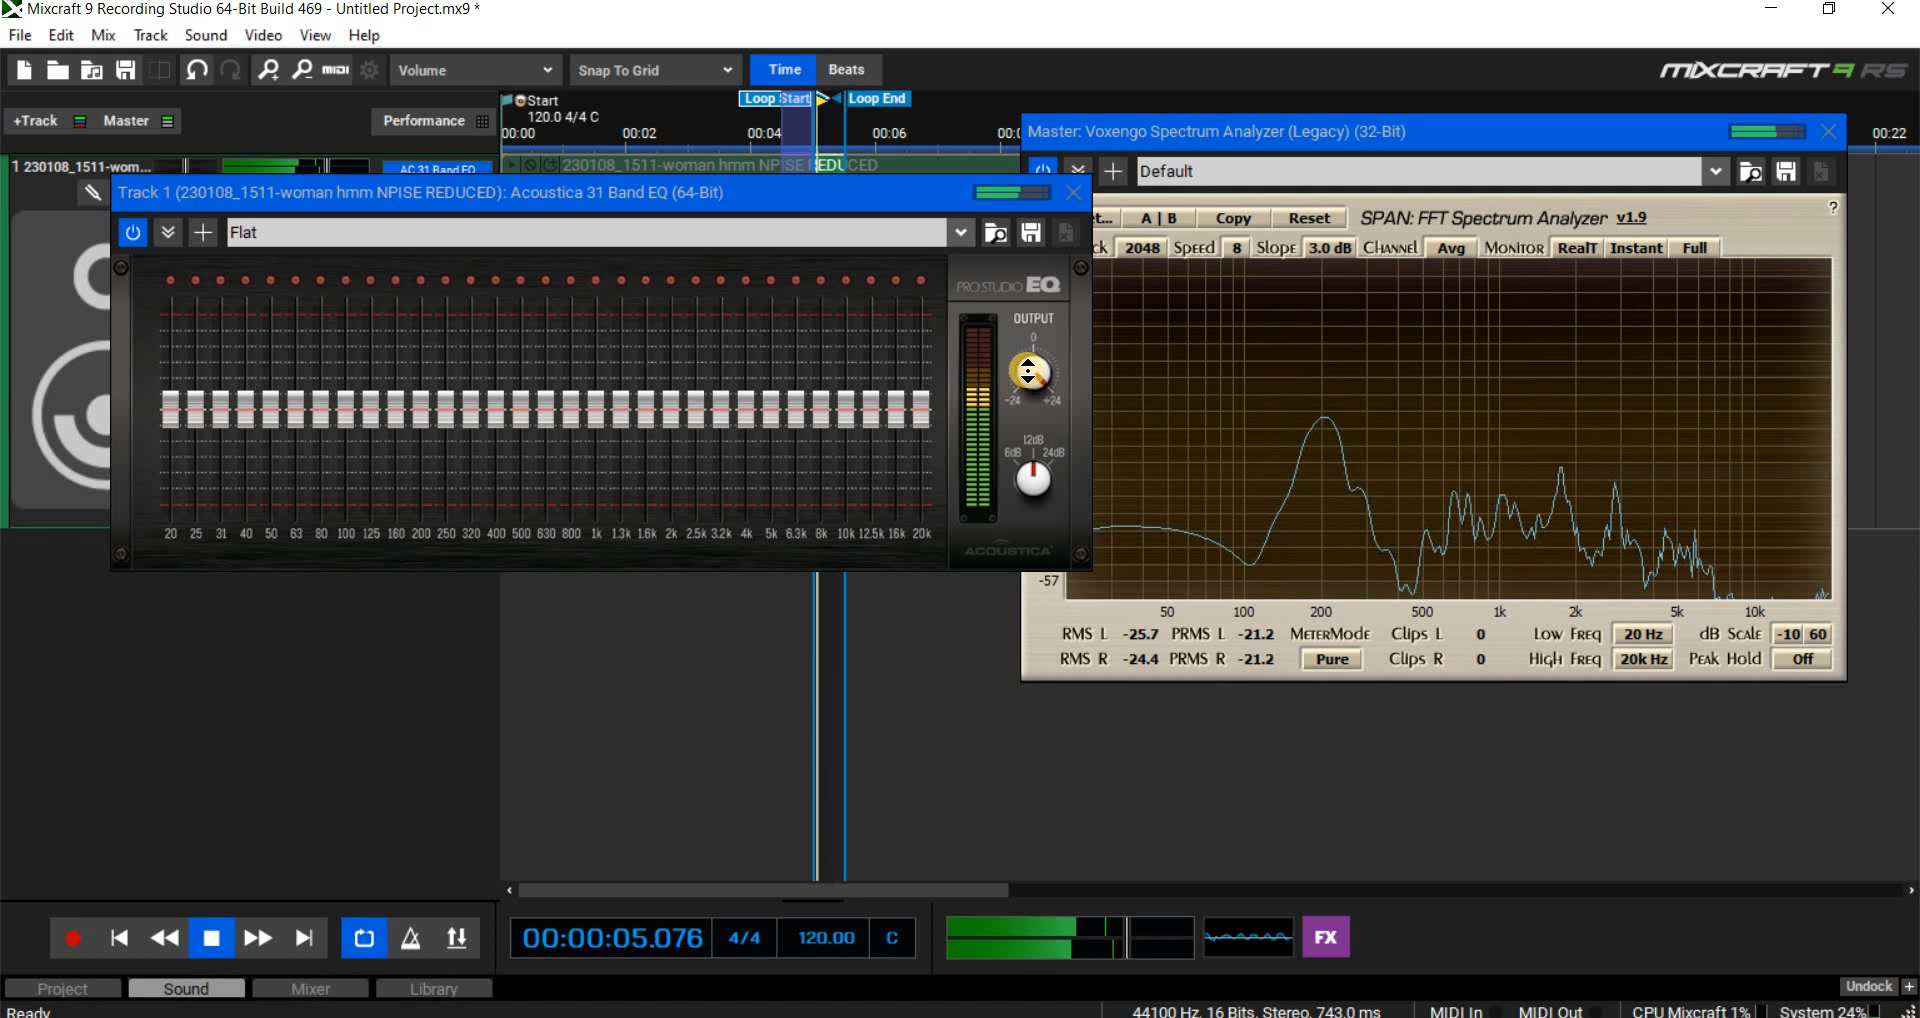 Mixcraft 9 Recording Studio 64-Bit Build 469 - Untitled Project.mx9 *
File Edit Mix Track Sound Video View Help
MIDI Volume Snap To Grid Time Beats MIXCRAFT 9 RS
Start Loop Start Loop End
120.0 4/4 C
+Track Master Performance 00:00 00:02 00:04 00:06 00:22
Master: Voxengo Spectrum Analyzer (Legacy) (32-Bit)
1 230108_1511-wom... AC 31 Band EQ 230108_1511-woman hmm NPISE REDUCED
Default
Track 1 (230108_1511-woman hmm NPISE REDUCED): Acoustica 31 Band EQ (64-Bit)
Flat
A | B Copy Reset SPAN: FFT Spectrum Analyzer v1.9 ?
2048 Speed 8 Slope 3.0 dB Channel Avg Monitor RealT Instant Full
PRO STUDIO EQ
OUTPUT
0
-24 +24
12dB
6dB 24dB
20 25 31 40 50 63 80 100 125 160 200 250 320 400 500 630 800 1k 1.3k 1.6k 2k 2.5k 3.2k 4k 5k 6.3k 8k 10k 12.5k 16k 20k
ACOUSTICA
-57
50 100 200 500 1k 2k 5k 10k
RMS L -25.7 PRMS L -21.2 MeterMode Clips L 0 Low Freq 20 Hz dB Scale -10 60
RMS R -24.4 PRMS R -21.2 Pure Clips R 0 High Freq 20k Hz Peak Hold Off
00:00:05.076 4/4 120.00 C FX
Project Sound Mixer Library Undock +
Ready 44100 Hz, 16 Bits, Stereo, 743.0 ms MIDI In MIDI Out CPU Mixcraft 1% System 24%